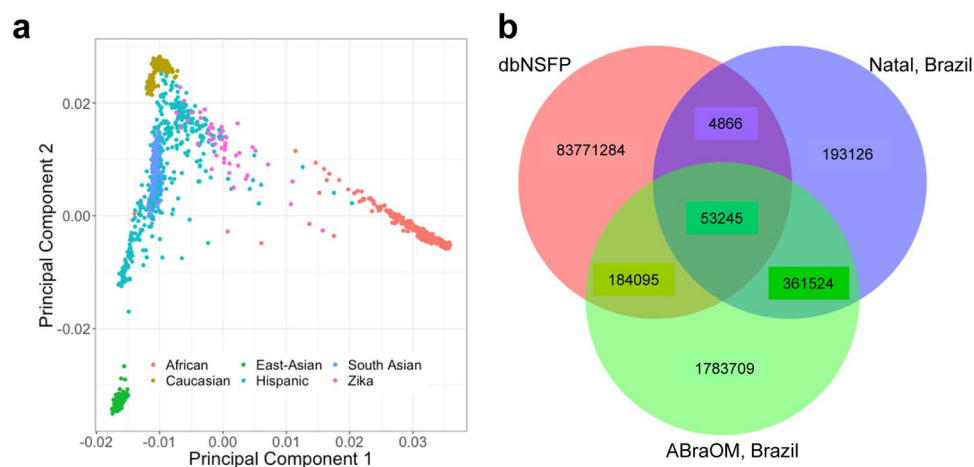 a
b
Principal Component 2
0.02
0.00
-0.02
African
East-Asian
South Asian
Caucasian
Hispanic
Zika
-0.02
-0.01
0.00
0.01
0.02
0.03
Principal Component 1
dbNSFP
Natal, Brazil
4866
83771284
193126
53245
184095
361524
1783709
ABraOM, Brazil